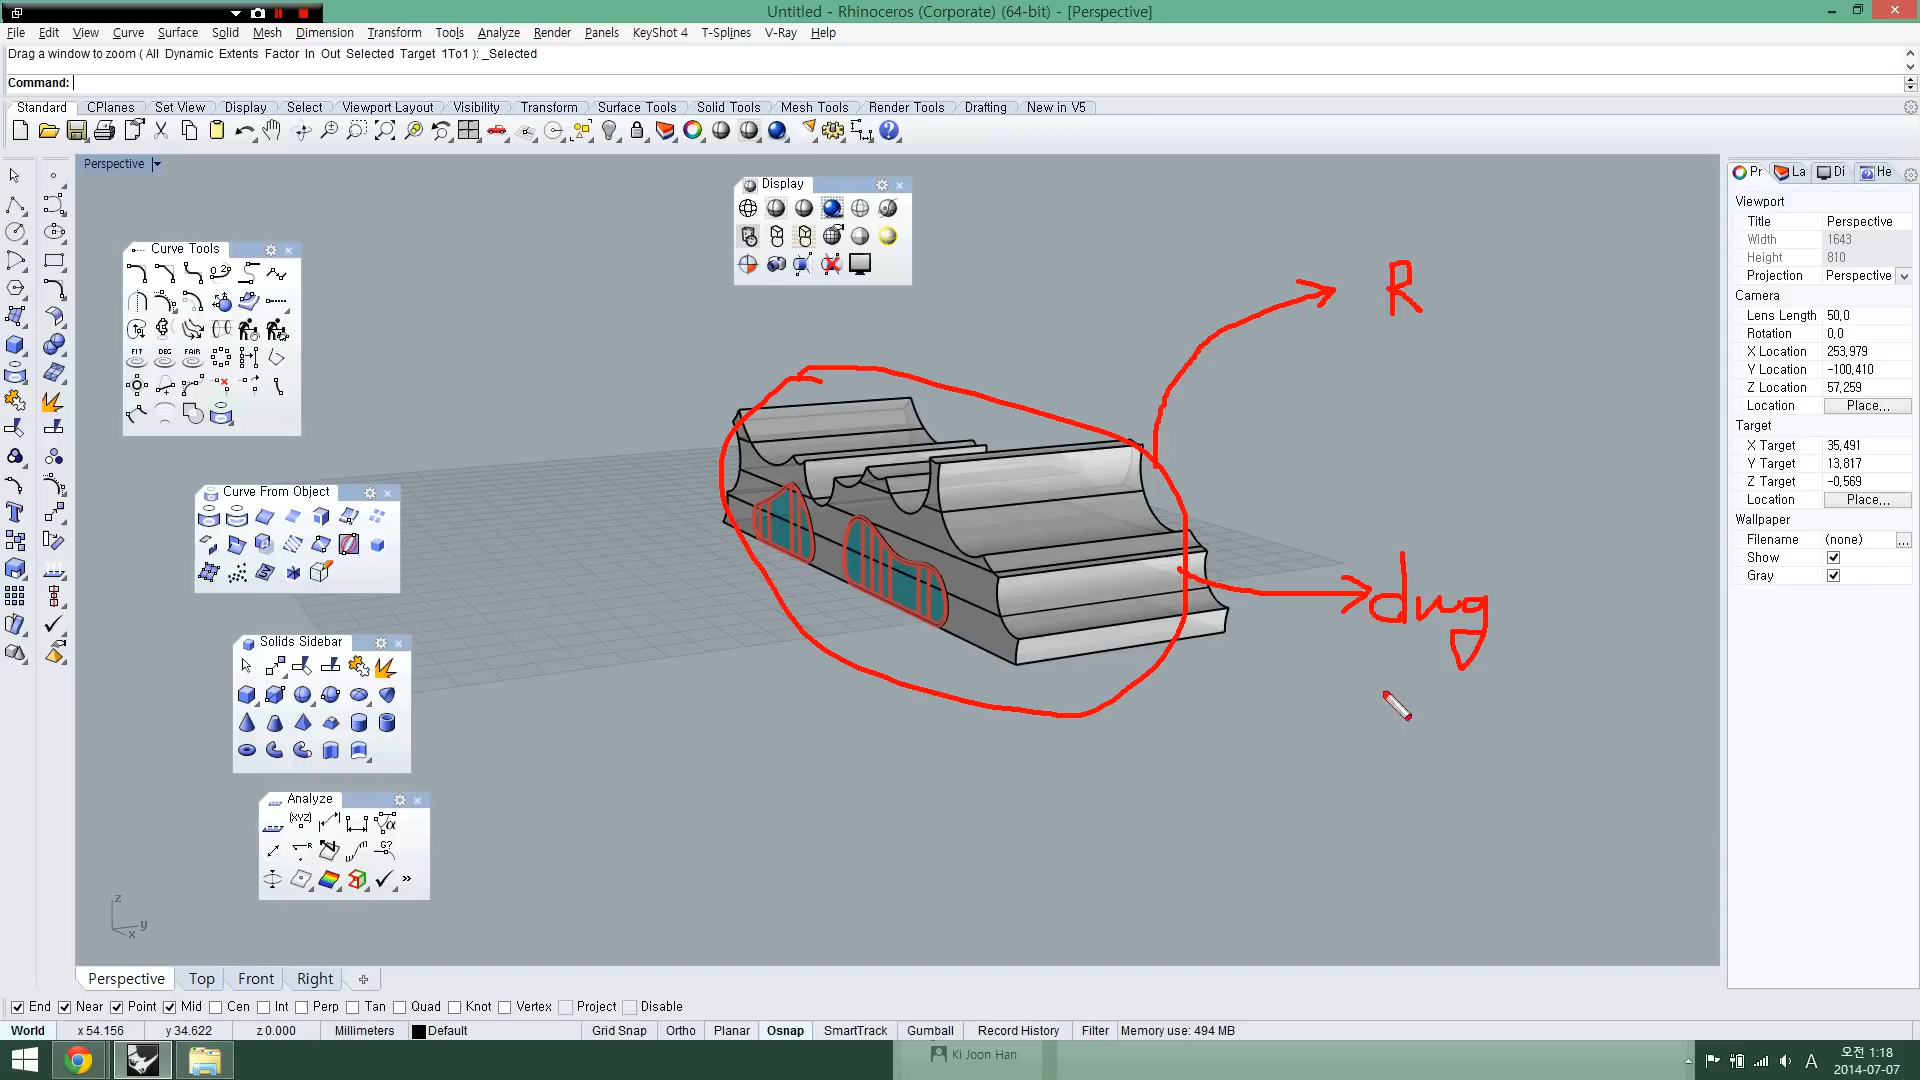 Untitled - Rhinoceros (Corporate) (64-bit) - [Perspective]
File Edit View Curve Surface Solid Mesh Dimension Transform Tools Analyze Render Panels KeyShot 4 T-Splines V-Ray Help
Drag a window to zoom ( All Dynamic Extents Factor In Out Selected Target 1To1 ): _Selected
Command:
Standard CPlanes Set View Display Select Viewport Layout Visibility Transform Surface Tools Solid Tools Mesh Tools Render Tools Drafting New in V5
Perspective
Display
Curve Tools
FIT DEG FAIR
Curve From Object
Solids Sidebar
Analyze
(XYZ)
R
G?
R
dwg
z
y
x
Pr La Di He
Viewport
Title Perspective
Width 1643
Height 810
Projection Perspective
Camera
Lens Length 50,0
Rotation 0,0
X Location 253,979
Y Location -100,410
Z Location 57,259
Location Place...
Target
X Target 35,491
Y Target 13,817
Z Target -0,569
Location Place...
Wallpaper
Filename (none) ...
Show
Gray
Perspective Top Front Right
End Near Point Mid Cen Int Perp Tan Quad Knot Vertex Project Disable
World x 54.156 y 34.622 z 0.000 Millimeters Default Grid Snap Ortho Planar Osnap SmartTrack Gumball Record History Filter Memory use: 494 MB
Ki Joon Han
A
오전 1:18
2014-07-07